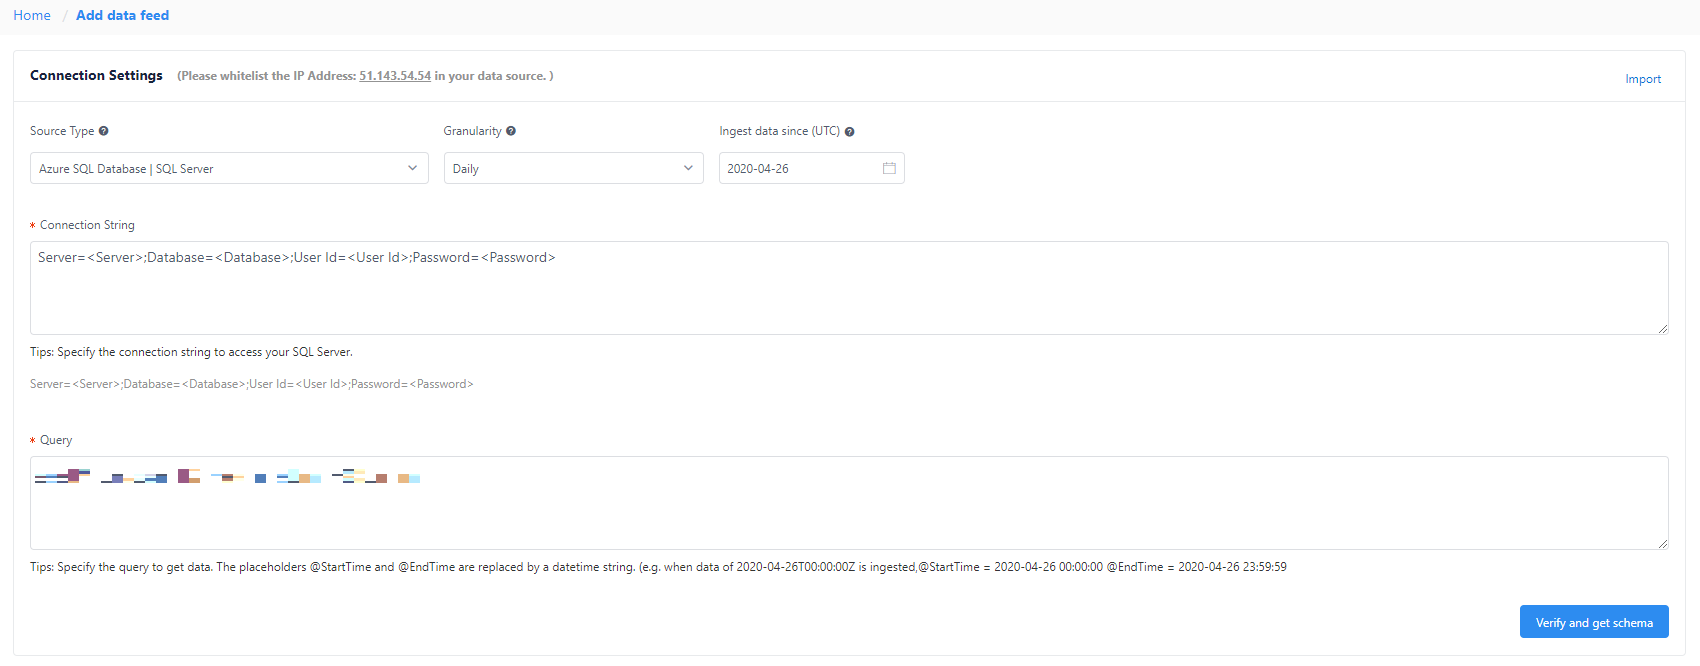 Home / Add data feed
Connection Settings (Please whitelist the IP Address: 51.143.54.54 in your data source. )
Import
Source Type Granularity Ingest data since (UTC)
Azure SQL Database | SQL Server Daily 2020-04-26
* Connection String
Server=<Server>;Database=<Database>;User Id=<User Id>;Password=<Password>
Tips: Specify the connection string to access your SQL Server.
Server=<Server>;Database=<Database>;User Id=<User Id>;Password=<Password>
* Query
Tips: Specify the query to get data. The placeholders @StartTime and @EndTime are replaced by a datetime string. (e.g. when data of 2020-04-26T00:00:00Z is ingested,@StartTime = 2020-04-26 00:00:00 @EndTime = 2020-04-26 23:59:59
Verify and get schema